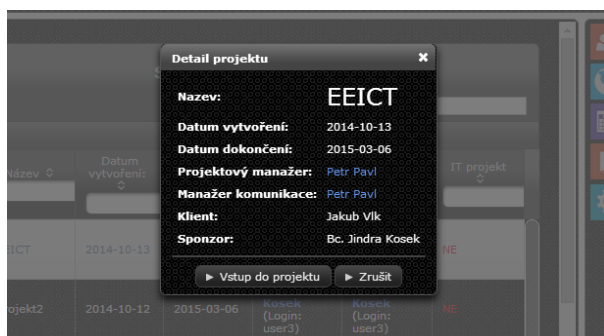 Detail projektu
Nazev: EEICT
Datum vytvoření: 2014-10-13
Datum dokončení: 2015-03-06
Projektový manažer: Petr Pavl
Manažer komunikace: Petr Pavl
Klient: Jakub Vlk
Sponzor: Bc. Jindra Kosek
Vstup do projektu Zrušit
Název Datum vytvoření: IT projekt
2014-10-13 NE
2014-10-12 2015-03-06 Kosek Kosek NE
(Login: (Login:
user3) user3)